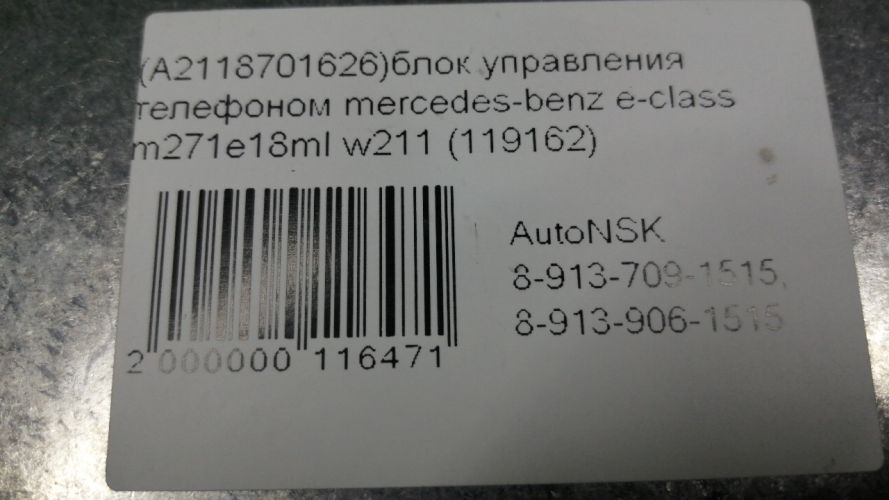 (A2118701626)блок управления
телефоном mercedes-benz e-class
m271e18ml w211 (119162)
AutoNSK
8-913-709-1515,
8-913-906-1515
2 000000 116471